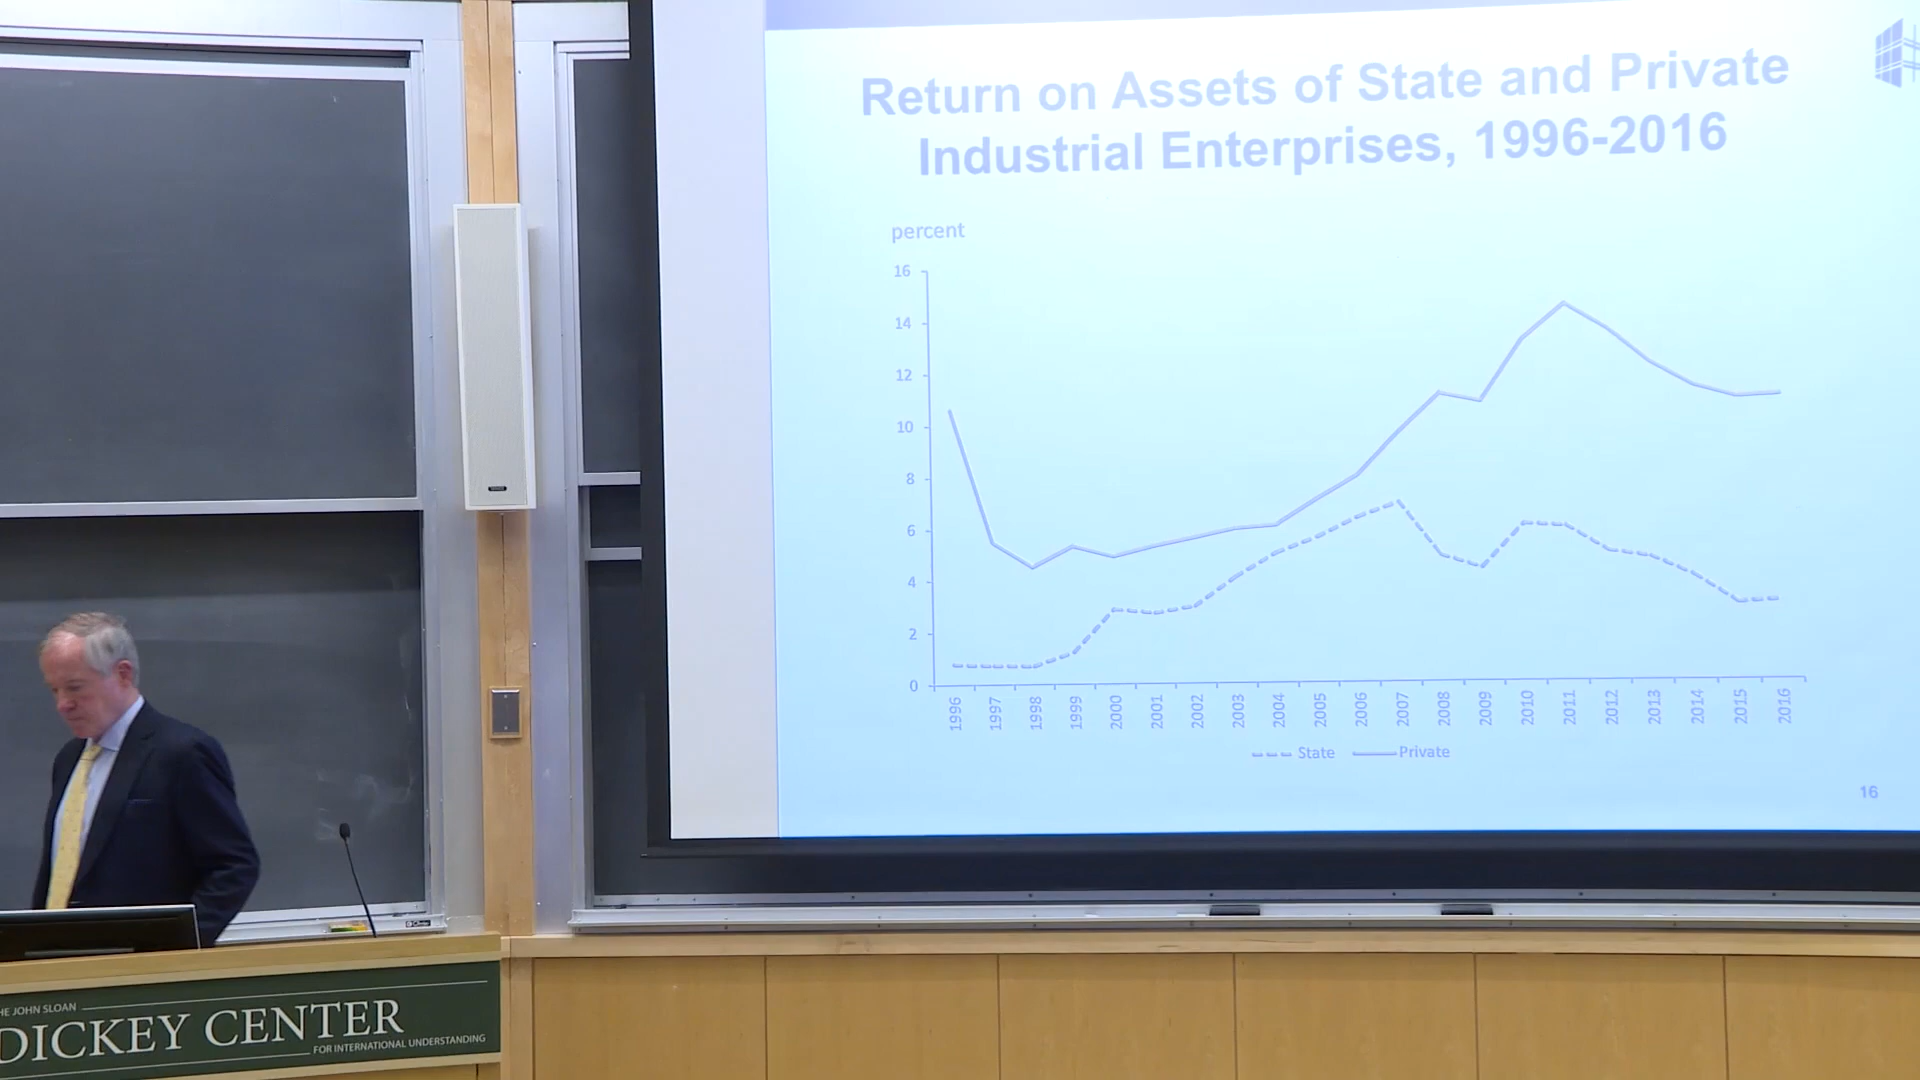 Return on Assets of State and Private
Industrial Enterprises, 1996-2016
percent
16
14
12
10
8
6
4
2
0
1996 1997 1998 1999 2000 2001 2002 2003 2004 2005 2006 2007 2008 2009 2010 2011 2012 2013 2014 2015 2016
State Private
16
HE JOHN SLOAN
DICKEY CENTER
FOR INTERNATIONAL UNDERSTANDING